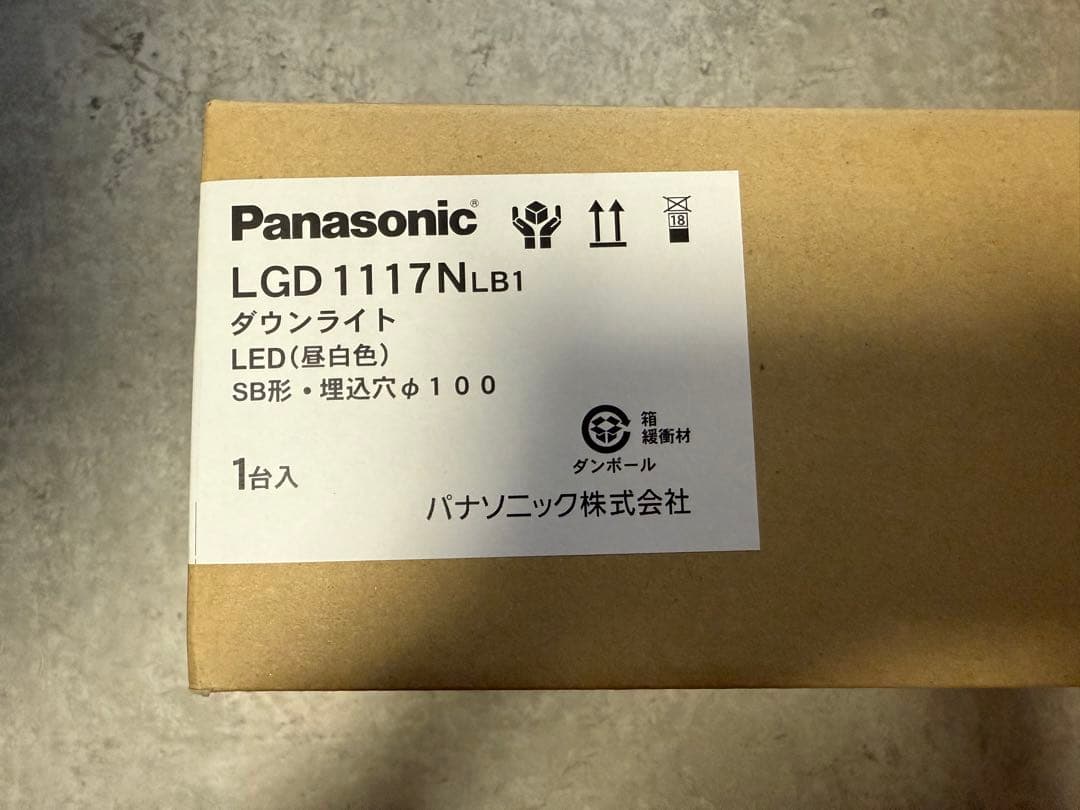 Panasonic®
18
LGD1117NLB1
ダウンライト
LED(昼白色)
SB形・埋込穴φ100
箱
緩衝材
ダンボール
1台入
パナソニック株式会社